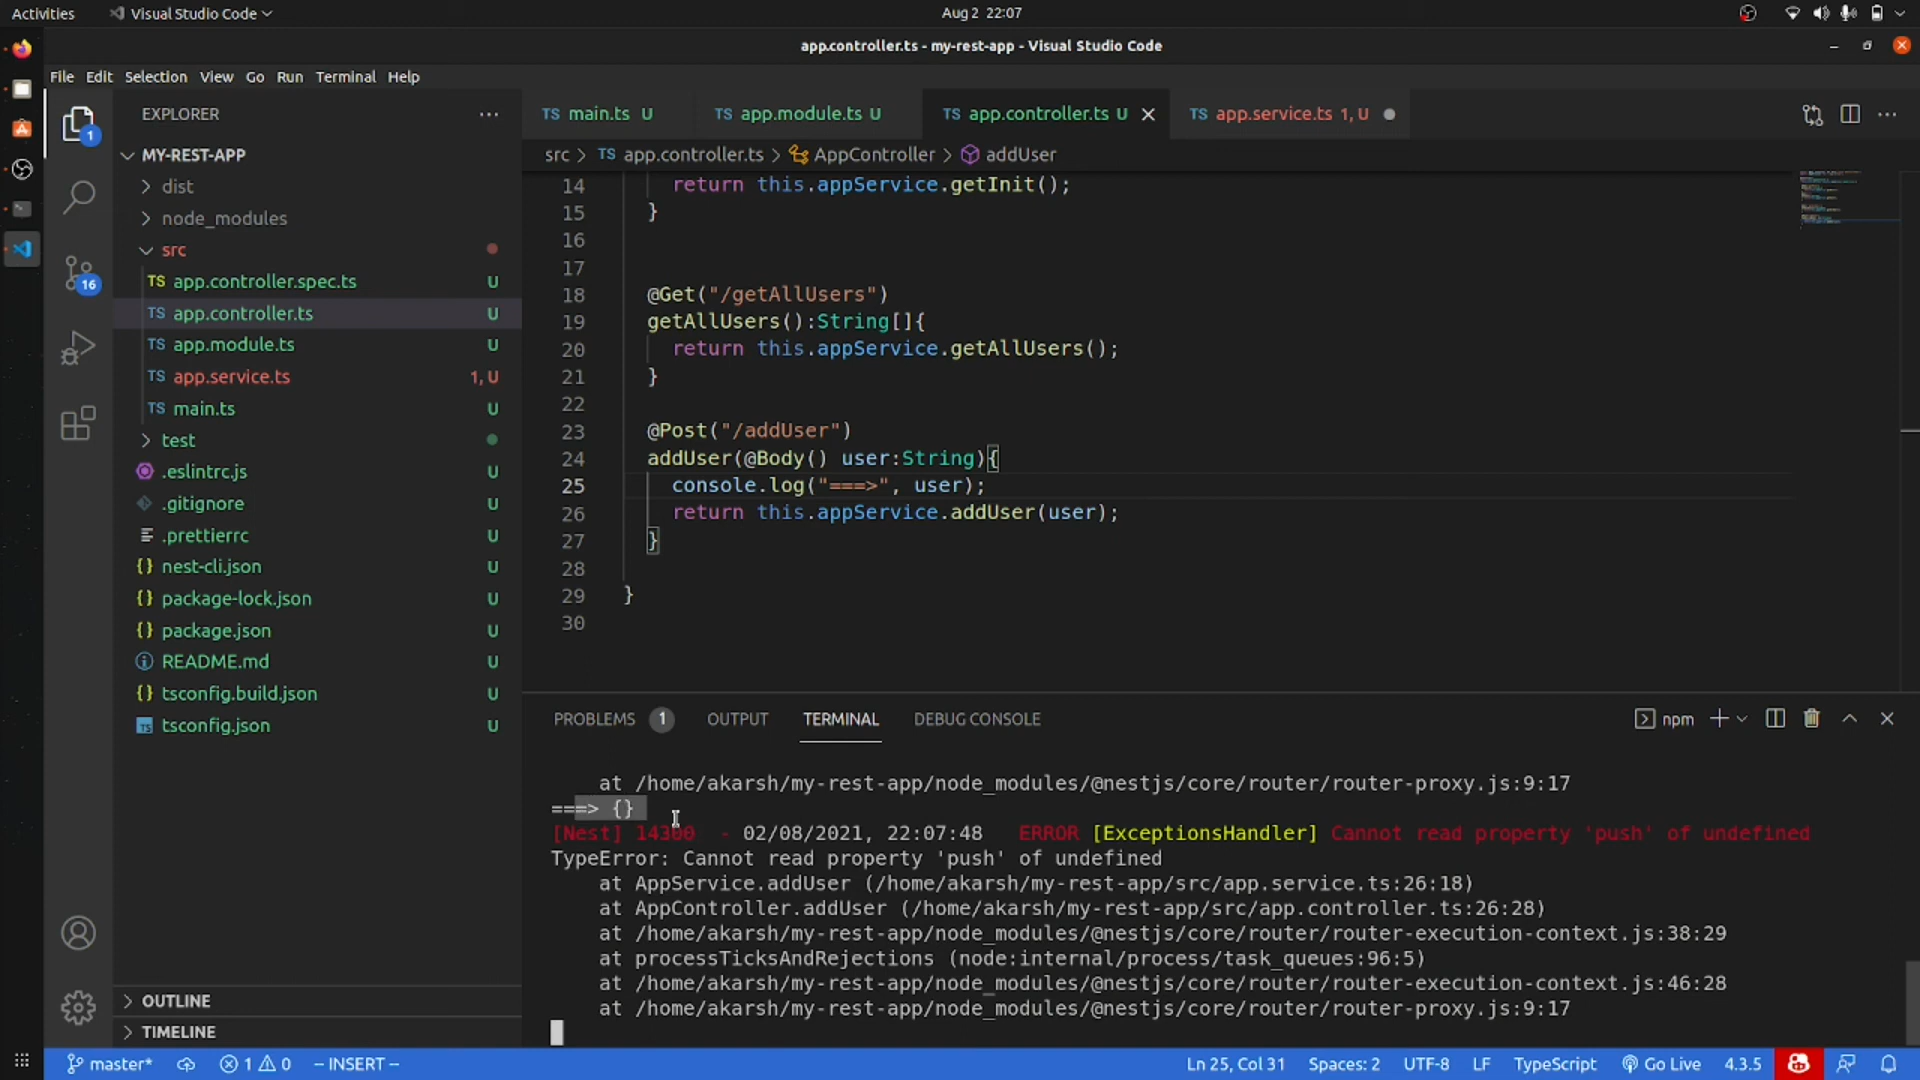 Activities
Visual Studio Code
Aug 2 22:07
app.controller.ts - my-rest-app - Visual Studio Code
File Edit Selection View Go Run Terminal Help
EXPLORER
TS main.ts U
TS app.module.ts U
TS app.controller.ts U
TS app.service.ts 1, U
src > TS app.controller.ts > AppController > addUser
1
MY-REST-APP
dist
node_modules
src
TS app.controller.spec.ts U
16
TS app.controller.ts U
TS app.module.ts U
TS app.service.ts 1, U
TS main.ts U
test
.eslintrc.js U
.gitignore U
.prettierrc U
nest-cli.json U
package-lock.json U
package.json U
README.md U
tsconfig.build.json U
tsconfig.json U
OUTLINE
TIMELINE
14 return this.appService.getInit();
15 }
16
17
18 @Get("/getAllUsers")
19 getAllUsers():String[]{
20 return this.appService.getAllUsers();
21 }
22
23 @Post("/addUser")
24 addUser(@Body() user:String){
25 console.log("===>", user);
26 return this.appService.addUser(user);
27 }
28
29 }
30
PROBLEMS 1 OUTPUT TERMINAL DEBUG CONSOLE
npm
at /home/akarsh/my-rest-app/node_modules/@nestjs/core/router/router-proxy.js:9:17
===> {}
[Nest] 14300 - 02/08/2021, 22:07:48 ERROR [ExceptionsHandler] Cannot read property 'push' of undefined
TypeError: Cannot read property 'push' of undefined
at AppService.addUser (/home/akarsh/my-rest-app/src/app.service.ts:26:18)
at AppController.addUser (/home/akarsh/my-rest-app/src/app.controller.ts:26:28)
at /home/akarsh/my-rest-app/node_modules/@nestjs/core/router/router-execution-context.js:38:29
at processTicksAndRejections (node:internal/process/task_queues:96:5)
at /home/akarsh/my-rest-app/node_modules/@nestjs/core/router/router-execution-context.js:46:28
at /home/akarsh/my-rest-app/node_modules/@nestjs/core/router/router-proxy.js:9:17
master* 1 0 -- INSERT --
Ln 25, Col 31 Spaces: 2 UTF-8 LF TypeScript Go Live 4.3.5